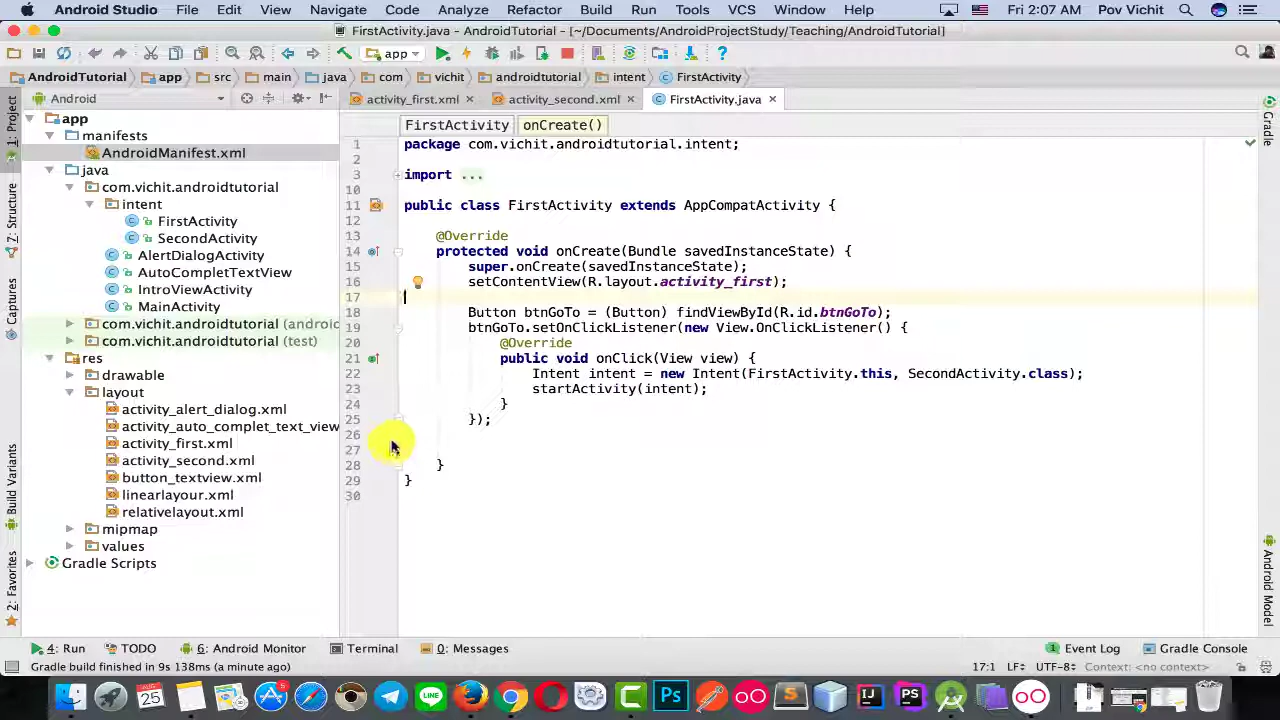 Android Studio File Edit View Navigate Code Analyze Refactor Build Run Tools VCS Window Help Fri 2:07 AM Pov Vichit
FirstActivity.java - AndroidTutorial - [~/Documents/AndroidProjectStudy/Teaching/AndroidTutorial]
app
AndroidTutorial app src main java com vichit androidtutorial intent FirstActivity
Android activity_first.xml activity_second.xml FirstActivity.java
1: Project
7: Structure
Captures
Build Variants
2: Favorites
app
manifests
AndroidManifest.xml
java
com.vichit.androidtutorial
intent
FirstActivity
SecondActivity
AlertDialogActivity
AutoCompletTextView
IntroViewActivity
MainActivity
com.vichit.androidtutorial (androi
com.vichit.androidtutorial (test)
res
drawable
layout
activity_alert_dialog.xml
activity_auto_complet_text_view
activity_first.xml
activity_second.xml
button_textview.xml
linearlayour.xml
relativelayout.xml
mipmap
values
Gradle Scripts
FirstActivity onCreate()
1 package com.vichit.androidtutorial.intent;
2
3 import ...
10
11 public class FirstActivity extends AppCompatActivity {
12
13 @Override
14 protected void onCreate(Bundle savedInstanceState) {
15 super.onCreate(savedInstanceState);
16 setContentView(R.layout.activity_first);
17
18 Button btnGoTo = (Button) findViewById(R.id.btnGoTo);
19 btnGoTo.setOnClickListener(new View.OnClickListener() {
20 @Override
21 public void onClick(View view) {
22 Intent intent = new Intent(FirstActivity.this, SecondActivity.class);
23 startActivity(intent);
24 }
25 });
26
27
28 }
29 }
30
Gradle
Android Model
4: Run TODO 6: Android Monitor Terminal 0: Messages 1 Event Log Gradle Console
Gradle build finished in 9s 138ms (a minute ago) 17:1 LF÷ UTF-8÷ Context: <no context>
AUG
25
LINE
Ps
S
IJ
PS